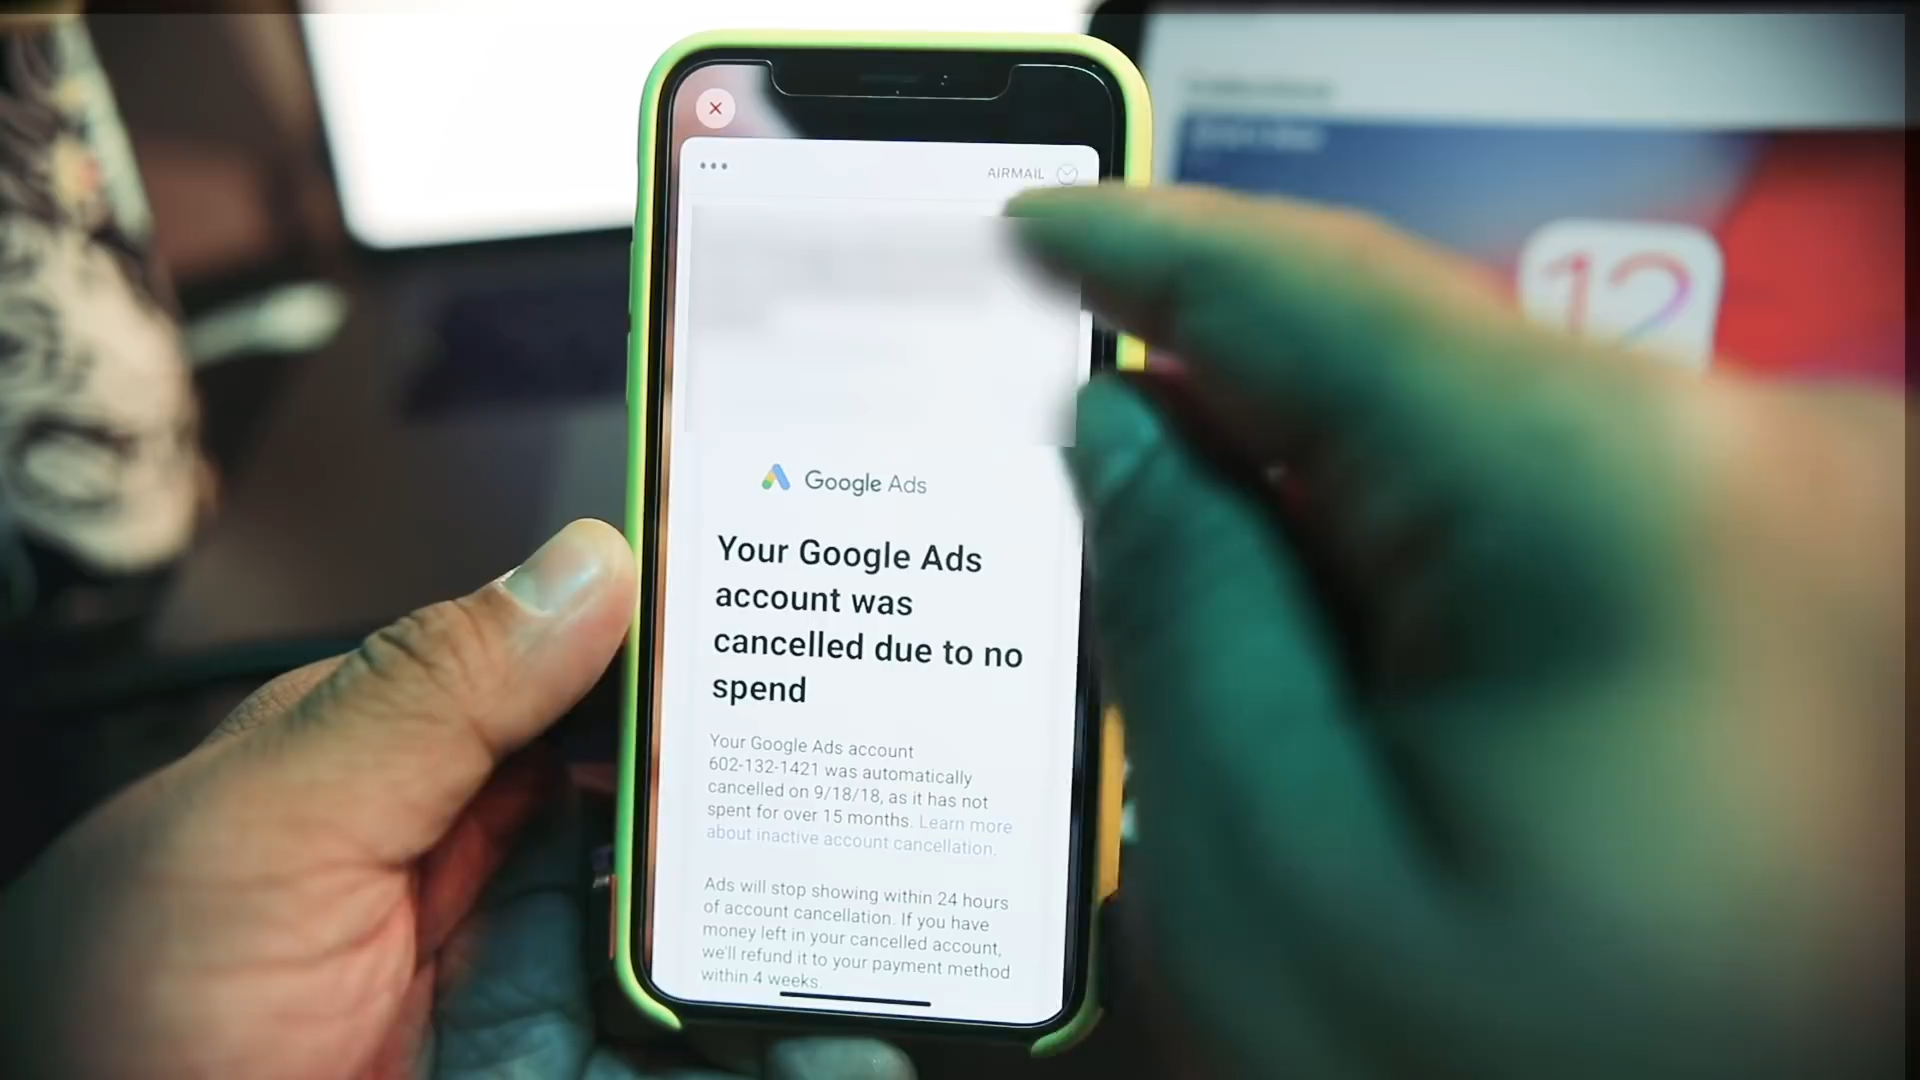 AIRMAIL
12
Google Ads
Your Google Ads
account was
cancelled due to no
spend
Your Google Ads account
602-132-1421 was automatically
cancelled on 9/18/18, as it has not
spent for over 15 months. Learn more
about inactive account cancellation.
Ads will stop showing within 24 hours
of account cancellation. If you have
money left in your cancelled account,
we'll refund it to your payment method
within 4 weeks.